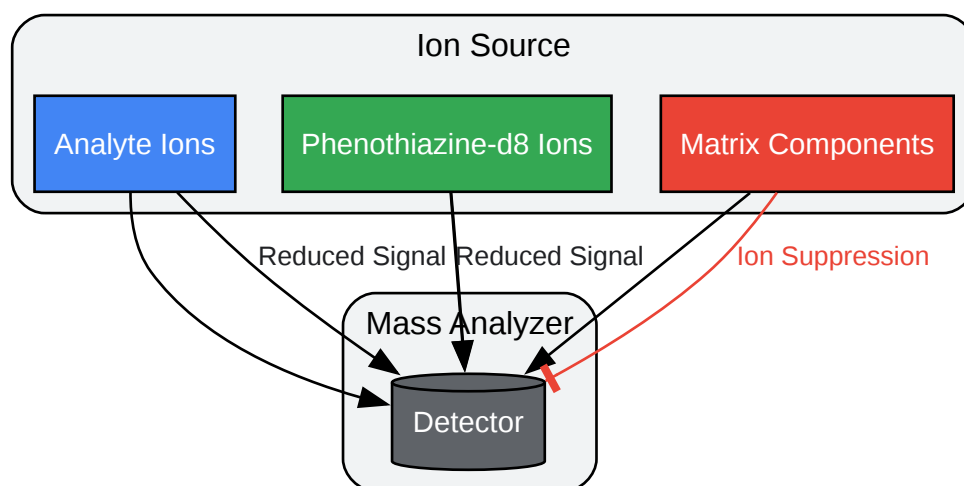 Ion Source
Analyte Ions
Phenothiazine-d8 Ions
Matrix Components
Reduced Signal
Reduced Signal
Ion Suppression
Mass Analyzer
Detector